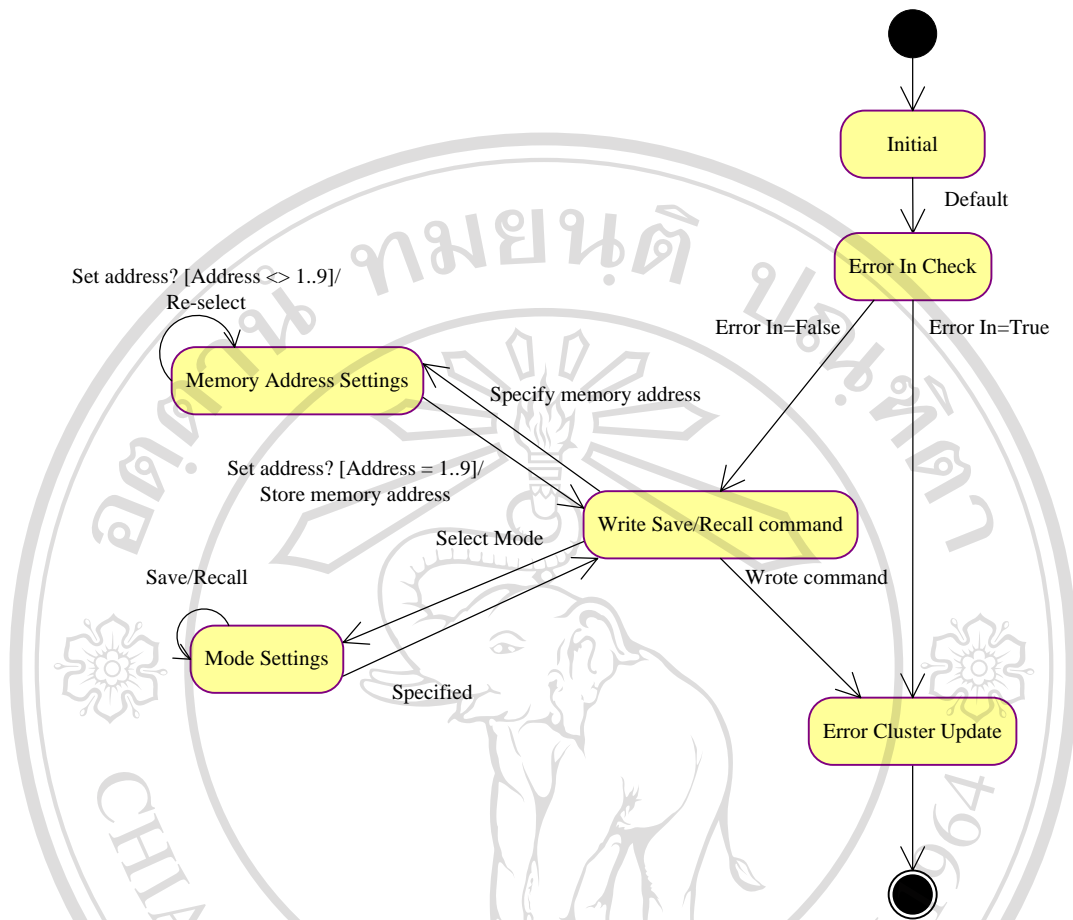 Initial
Default
Error In Check
Set address? [Address <> 1..9]/
Re-select
Error In=False
Error In=True
Memory Address Settings
Specify memory address
Set address? [Address = 1..9]/
Store memory address
Write Save/Recall command
Select Mode
Wrote command
Save/Recall
Mode Settings
Specified
Error Cluster Update
CHIA
964